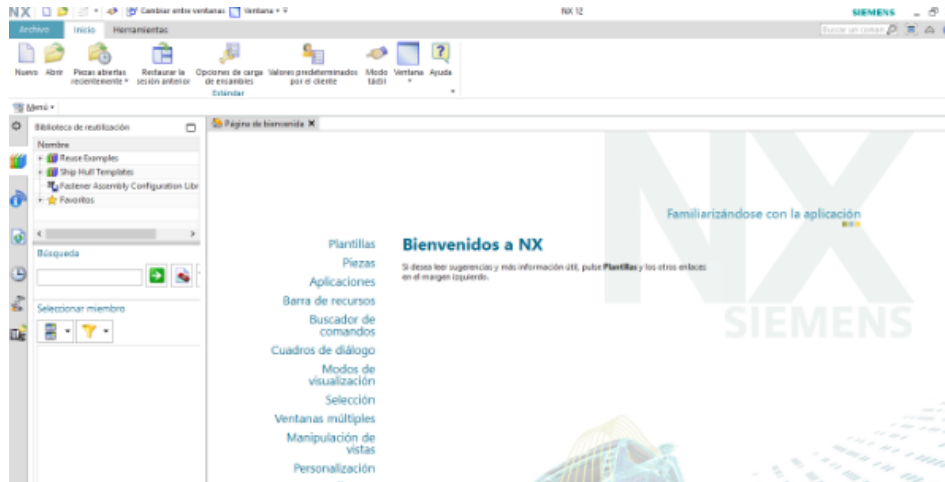 NX
Cambiar entre ventanas Ventana
NX 12
SIEMENS
Archivo Inicio Herramientas
Nuevo Abrir Piezas abiertas recientemente Restaurar la sesión anterior Opciones de carga de ensambles Valores predeterminados por el cliente Modo táctil Ventana Ayuda
Estándar
Menú
Biblioteca de reutilización
Página de bienvenida
Nombre
Reuse Examples
Ship Hull Templates
Fastener Assembly Configuration Libr
Favoritos
Búsqueda
Seleccionar miembro
Familiarizándose con la aplicación
Plantillas
Piezas
Aplicaciones
Barra de recursos
Buscador de
comandos
Cuadros de diálogo
Modos de
visualización
Selección
Ventanas múltiples
Manipulación de
vistas
Personalización
Bienvenidos a NX
Si desea leer sugerencias y más información útil, pulse Plantillas y los otros enlaces
en el margen izquierdo.
NX
SIEMENS